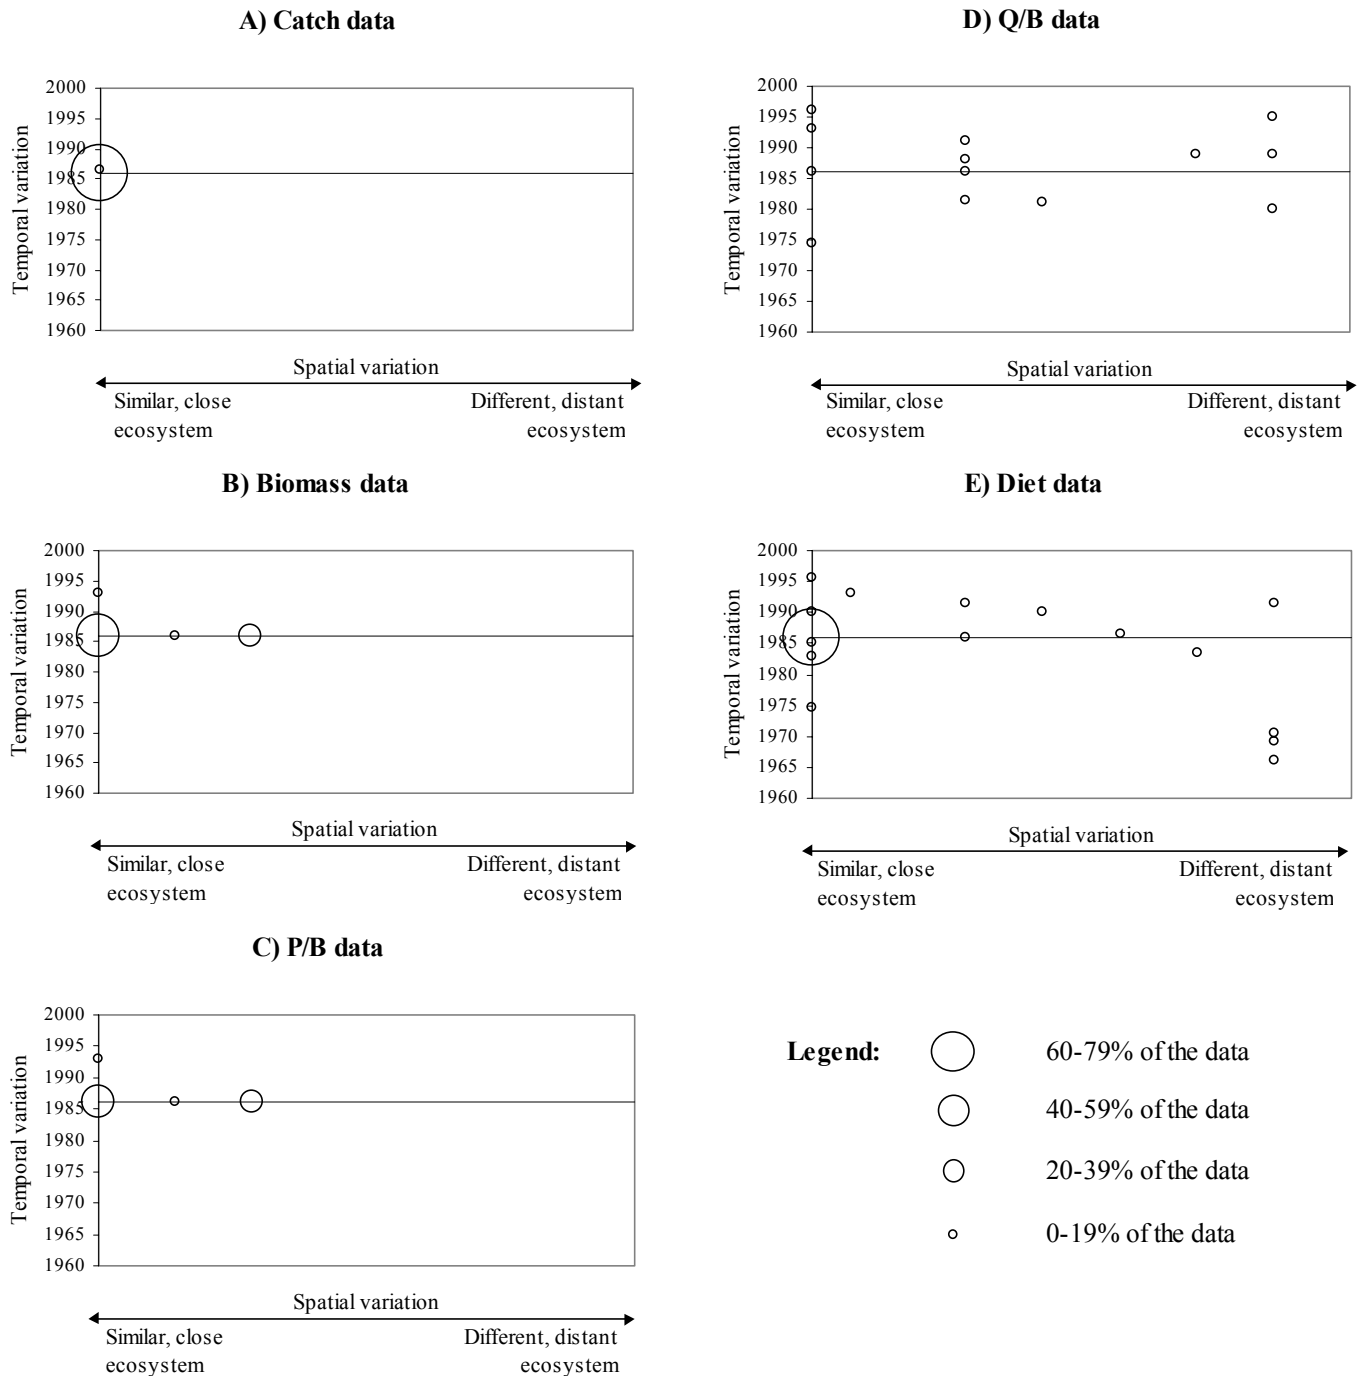 A) Catch data
Temporal variation
2000
1995
1990
1985
1980
1975
1970
1965
1960
Spatial variation
Similar, close
ecosystem
Different, distant
ecosystem
B) Biomass data
Temporal variation
2000
1995
1990
1985
1980
1975
1970
1965
1960
Spatial variation
Similar, close
ecosystem
Different, distant
ecosystem
C) P/B data
Temporal variation
2000
1995
1990
1985
1980
1975
1970
1965
1960
Spatial variation
Similar, close
ecosystem
Different, distant
ecosystem
D) Q/B data
Temporal variation
2000
1995
1990
1985
1980
1975
1970
1965
1960
Spatial variation
Similar, close
ecosystem
Different, distant
ecosystem
E) Diet data
Temporal variation
2000
1995
1990
1985
1980
1975
1970
1965
1960
Spatial variation
Similar, close
ecosystem
Different, distant
ecosystem
Legend:
60-79% of the data
40-59% of the data
20-39% of the data
0-19% of the data